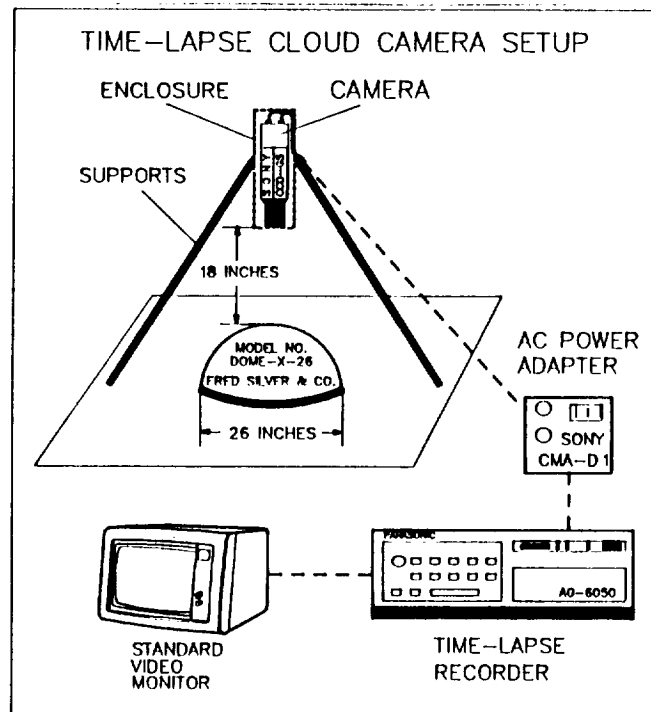 TIME-LAPSE CLOUD CAMERA SETUP
ENCLOSURE
CAMERA
SUPPORTS
SONY
18 INCHES
MODEL NO.
DOME-X-26
FRED SILVER & CO.
26 INCHES
AC POWER
ADAPTER
SONY
CMA-D1
PANASONIC
AG-6050
STANDARD
VIDEO
MONITOR
TIME-LAPSE
RECORDER